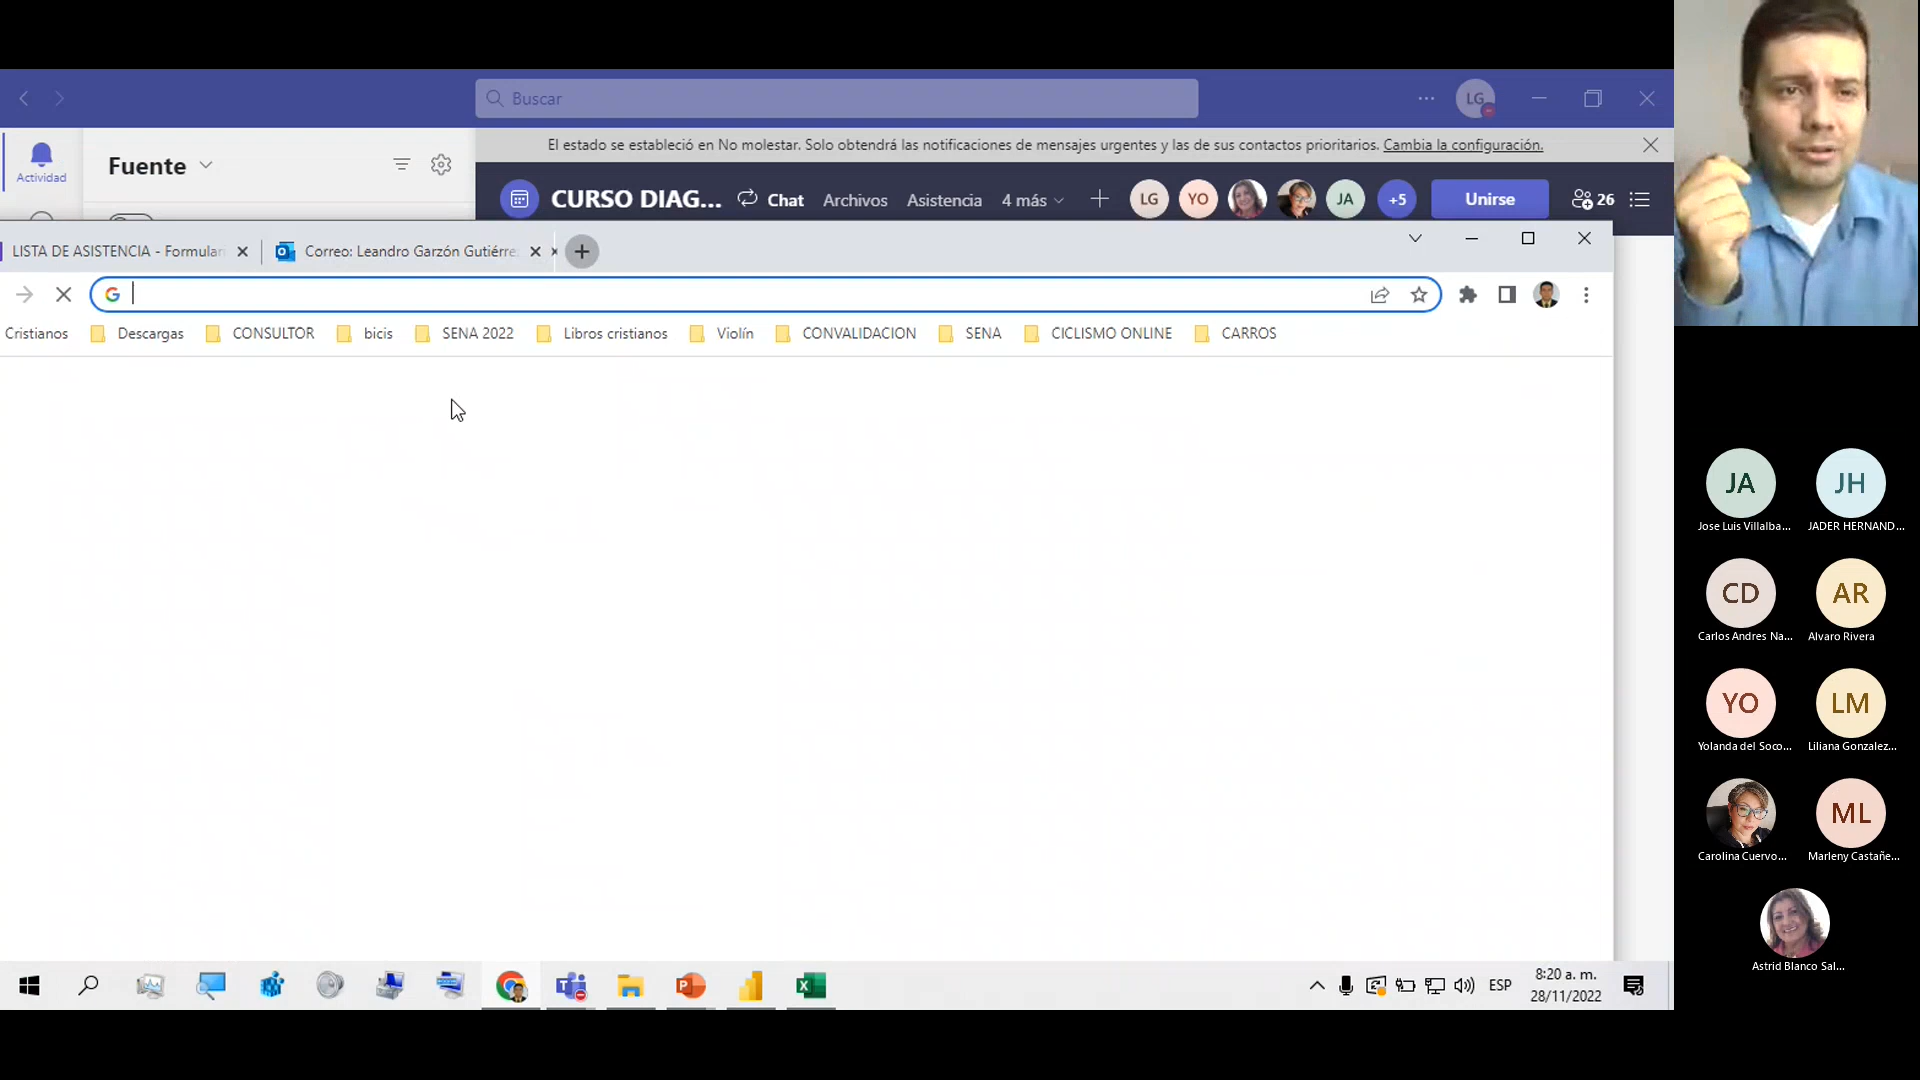 Buscar
LG
El estado se estableció en No molestar. Solo obtendrá las notificaciones de mensajes urgentes y las de sus contactos prioritarios. Cambia la configuración.
Actividad
Fuente
CURSO DIAG... Chat Archivos Asistencia 4 más LG YO JA +5 Unirse 26
LISTA DE ASISTENCIA - Formulari
Correo: Leandro Garzón Gutiérre
Cristianos Descargas CONSULTOR bicis SENA 2022 Libros cristianos Violín CONVALIDACION SENA CICLISMO ONLINE CARROS
JA JH
Jose Luis Villalba... JADER HERNAND...
CD AR
Carlos Andres Na... Alvaro Rivera
YO LM
Yolanda del Soco... Liliana Gonzalez...
ML
Carolina Cuervo... Marleny Castañe...
Astrid Blanco Sal...
ESP
8:20 a. m.
28/11/2022